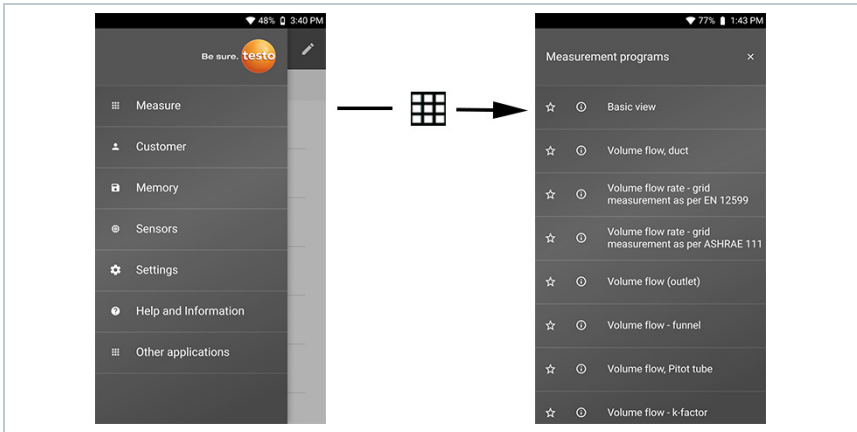 48% 3:40 PM
Be sure. testo
Measure
Customer
Memory
Sensors
Settings
Help and Information
Other applications
77% 1:43 PM
Measurement programs ×
Basic view
Volume flow, duct
Volume flow rate - grid
measurement as per EN 12599
Volume flow rate - grid
measurement as per ASHRAE 111
Volume flow (outlet)
Volume flow - funnel
Volume flow, Pitot tube
Volume flow - k-factor